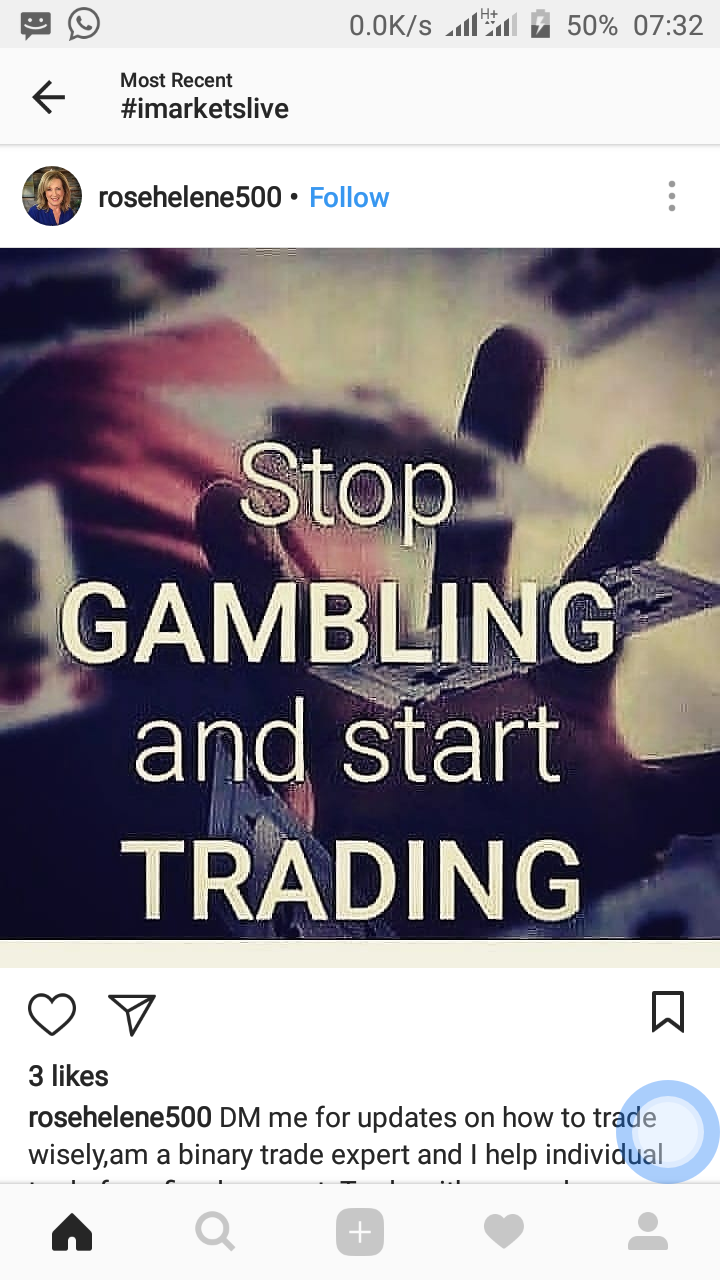 0.0K/s H+ 50% 07:32
Most Recent
#imarketslive
rosehelene500 • Follow
Stop
GAMBLING
and start
TRADING
3 likes
rosehelene500 DM me for updates on how to trade
wisely,am a binary trade expert and I help individual